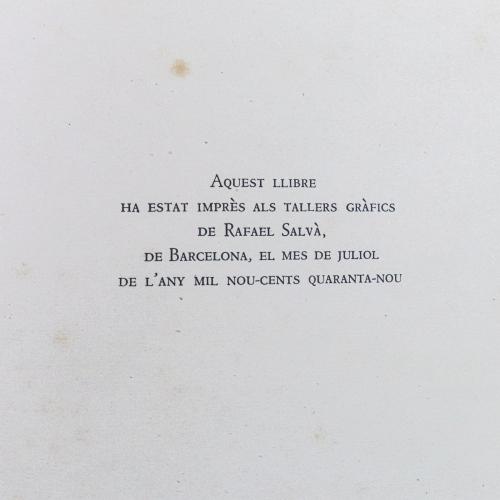 Aquest llibre
ha estat imprès als tallers gràfics
de Rafael Salvà,
de Barcelona, el mes de juliol
de l'any mil nou-cents quaranta-nou